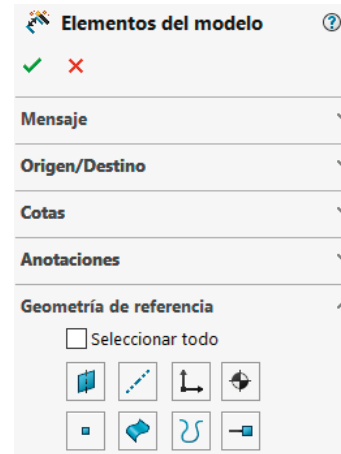 Elementos del modelo ?
Mensaje
Origen/Destino
Cotas
Anotaciones
Geometría de referencia
Seleccionar todo